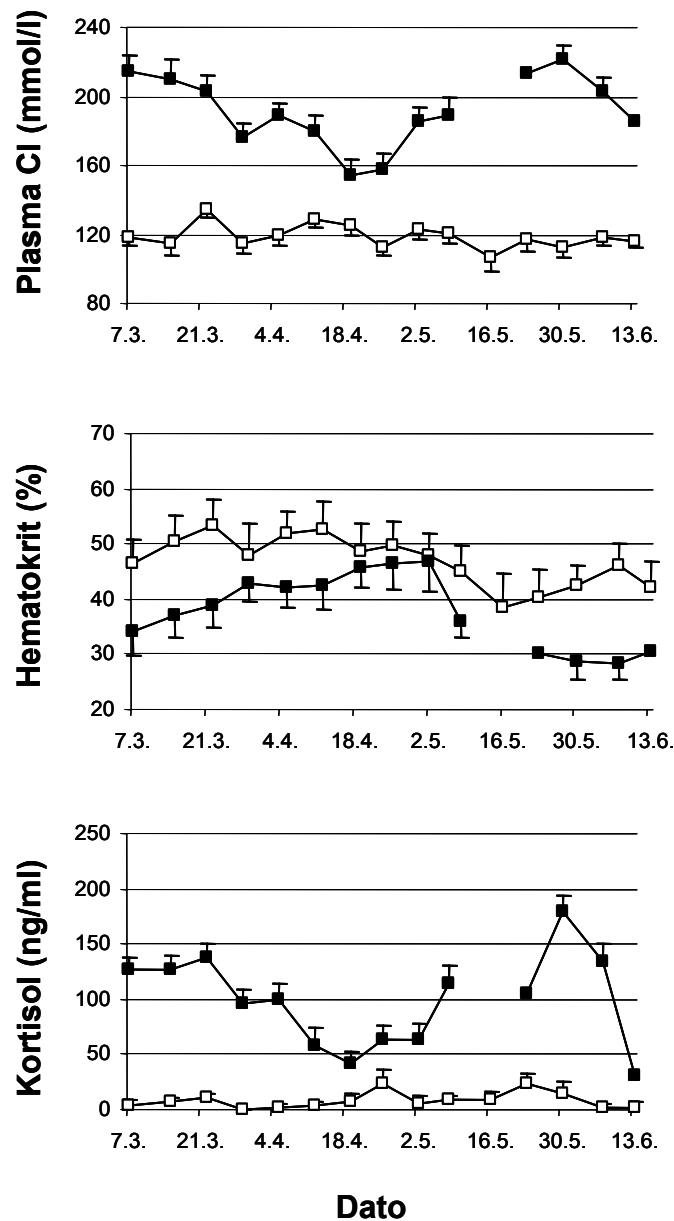 Plasma Cl (mmol/l)
240
200
160
120
80
7.3. 21.3. 4.4. 18.4. 2.5. 16.5. 30.5. 13.6.
Hematokrit (%)
70
60
50
40
30
20
7.3. 21.3. 4.4. 18.4. 2.5. 16.5. 30.5. 13.6.
Kortisol (ng/ml)
250
200
150
100
50
0
7.3. 21.3. 4.4. 18.4. 2.5. 16.5. 30.5. 13.6.
Dato